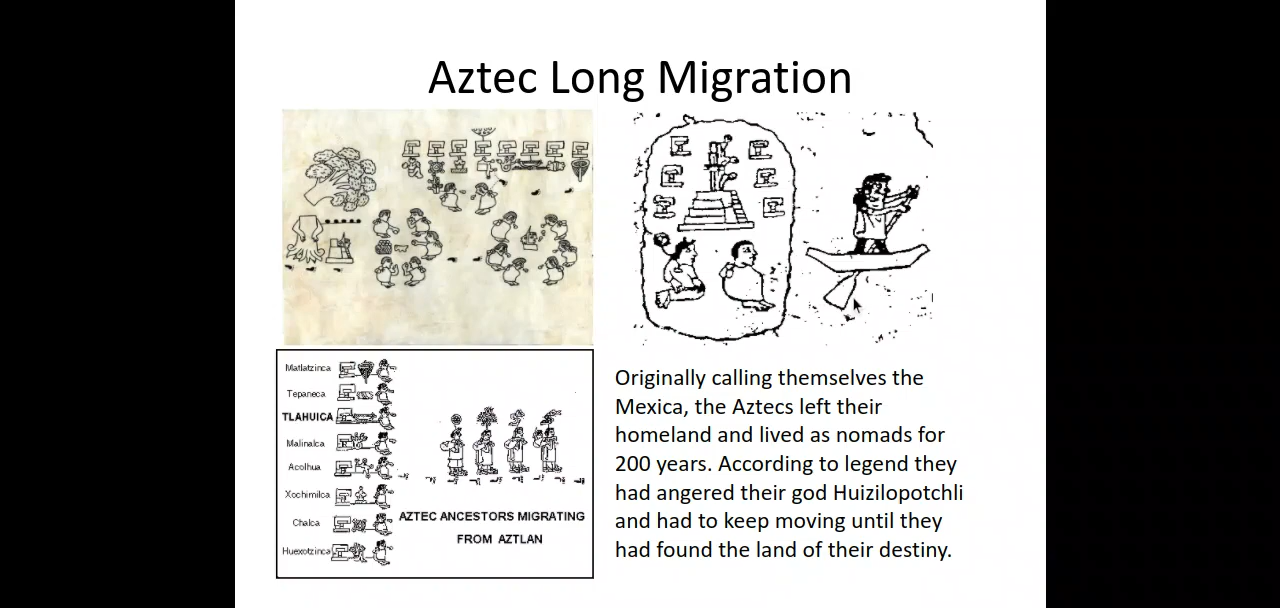 Aztec Long Migration
Matlatzinca
Tepaneca
TLAHUICA
Malinalca
Acolhua
Xochimilca
Chalca
Huexotzinca
AZTEC ANCESTORS MIGRATING
FROM AZTLAN
Originally calling themselves the
Mexica, the Aztecs left their
homeland and lived as nomads for
200 years. According to legend they
had angered their god Huizilopotchli
and had to keep moving until they
had found the land of their destiny.